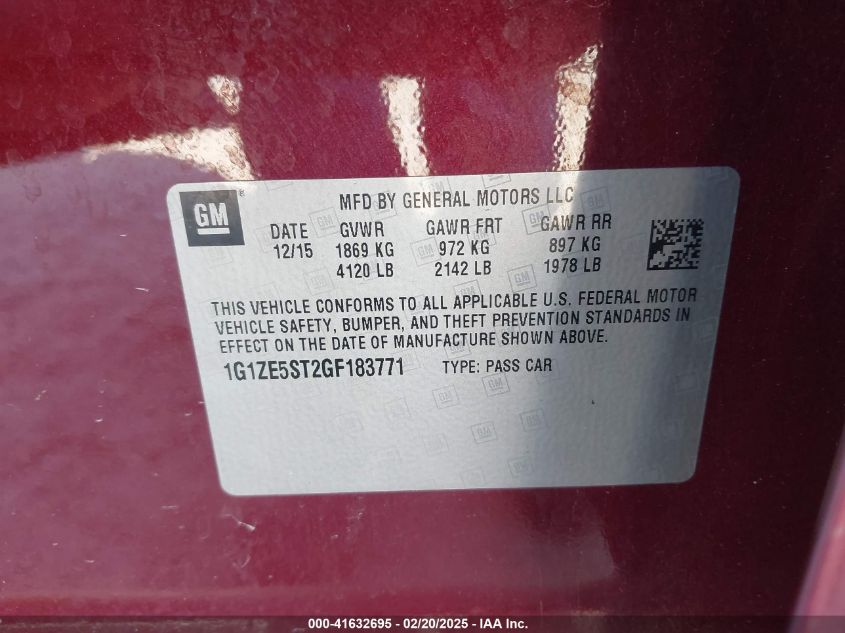 GM ®
MFD BY GENERAL MOTORS LLC
DATE GVWR GAWR FRT GAWR RR
12/15 1869 KG 972 KG 897 KG
4120 LB 2142 LB 1978 LB
THIS VEHICLE CONFORMS TO ALL APPLICABLE U.S. FEDERAL MOTOR
VEHICLE SAFETY, BUMPER, AND THEFT PREVENTION STANDARDS IN
EFFECT ON THE DATE OF MANUFACTURE SHOWN ABOVE.
1G1ZE5ST2GF183771 TYPE: PASS CAR
000-41632695 - 02/20/2025 - IAA Inc.